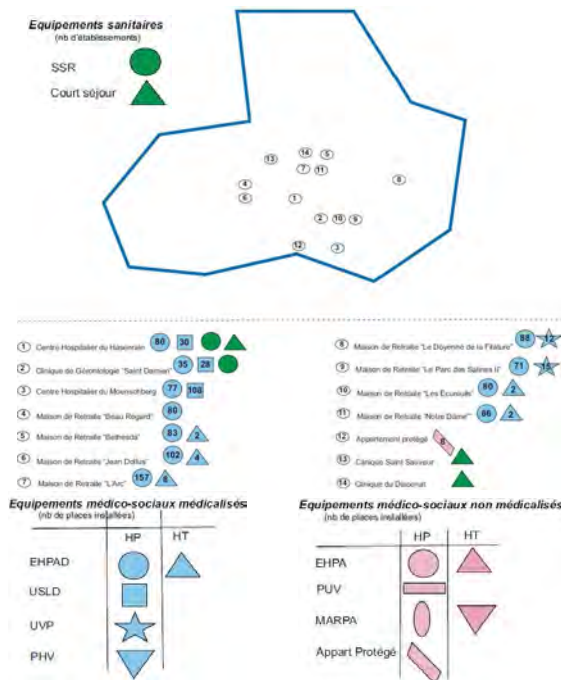 Equipements sanitaires
(nb d'établissements)
SSR
Court séjour
14
5
13
7
11
8
4
6
1
2
10
9
12
3
1 Centre Hospitalier du Hasenrain 80 30
2 Clinique de Gérontologie "Saint Damien" 35 28
3 Centre Hospitalier du Moenschberg 77 108
4 Maison de Retraite "Beau Regard" 80
5 Maison de Retraite "Bethesda" 83 2
6 Maison de Retraite "Jean Dollfus" 102 4
7 Maison de Retraite "L'Arc" 157 6
8 Maison de Retraite "Le Doyenné de la Filature" 88 12
9 Maison de Retraite "Le Parc des Salines II" 71 15
10 Maison de Retraite "Les Ecureuils" 80 2
11 Maison de Retraite "Notre Dame" 66 2
12 Appartement protégé 6
13 Clinique Saint Sauveur
14 Clinique du Diaconat
Equipements médico-sociaux médicalisés
(nb de places installées)
HP HT
EHPAD
USLD
UVP
PHV
Equipements médico-sociaux non médicalisés
(nb de places installées)
HP HT
EHPA
PUV
MARPA
Appart Protégé